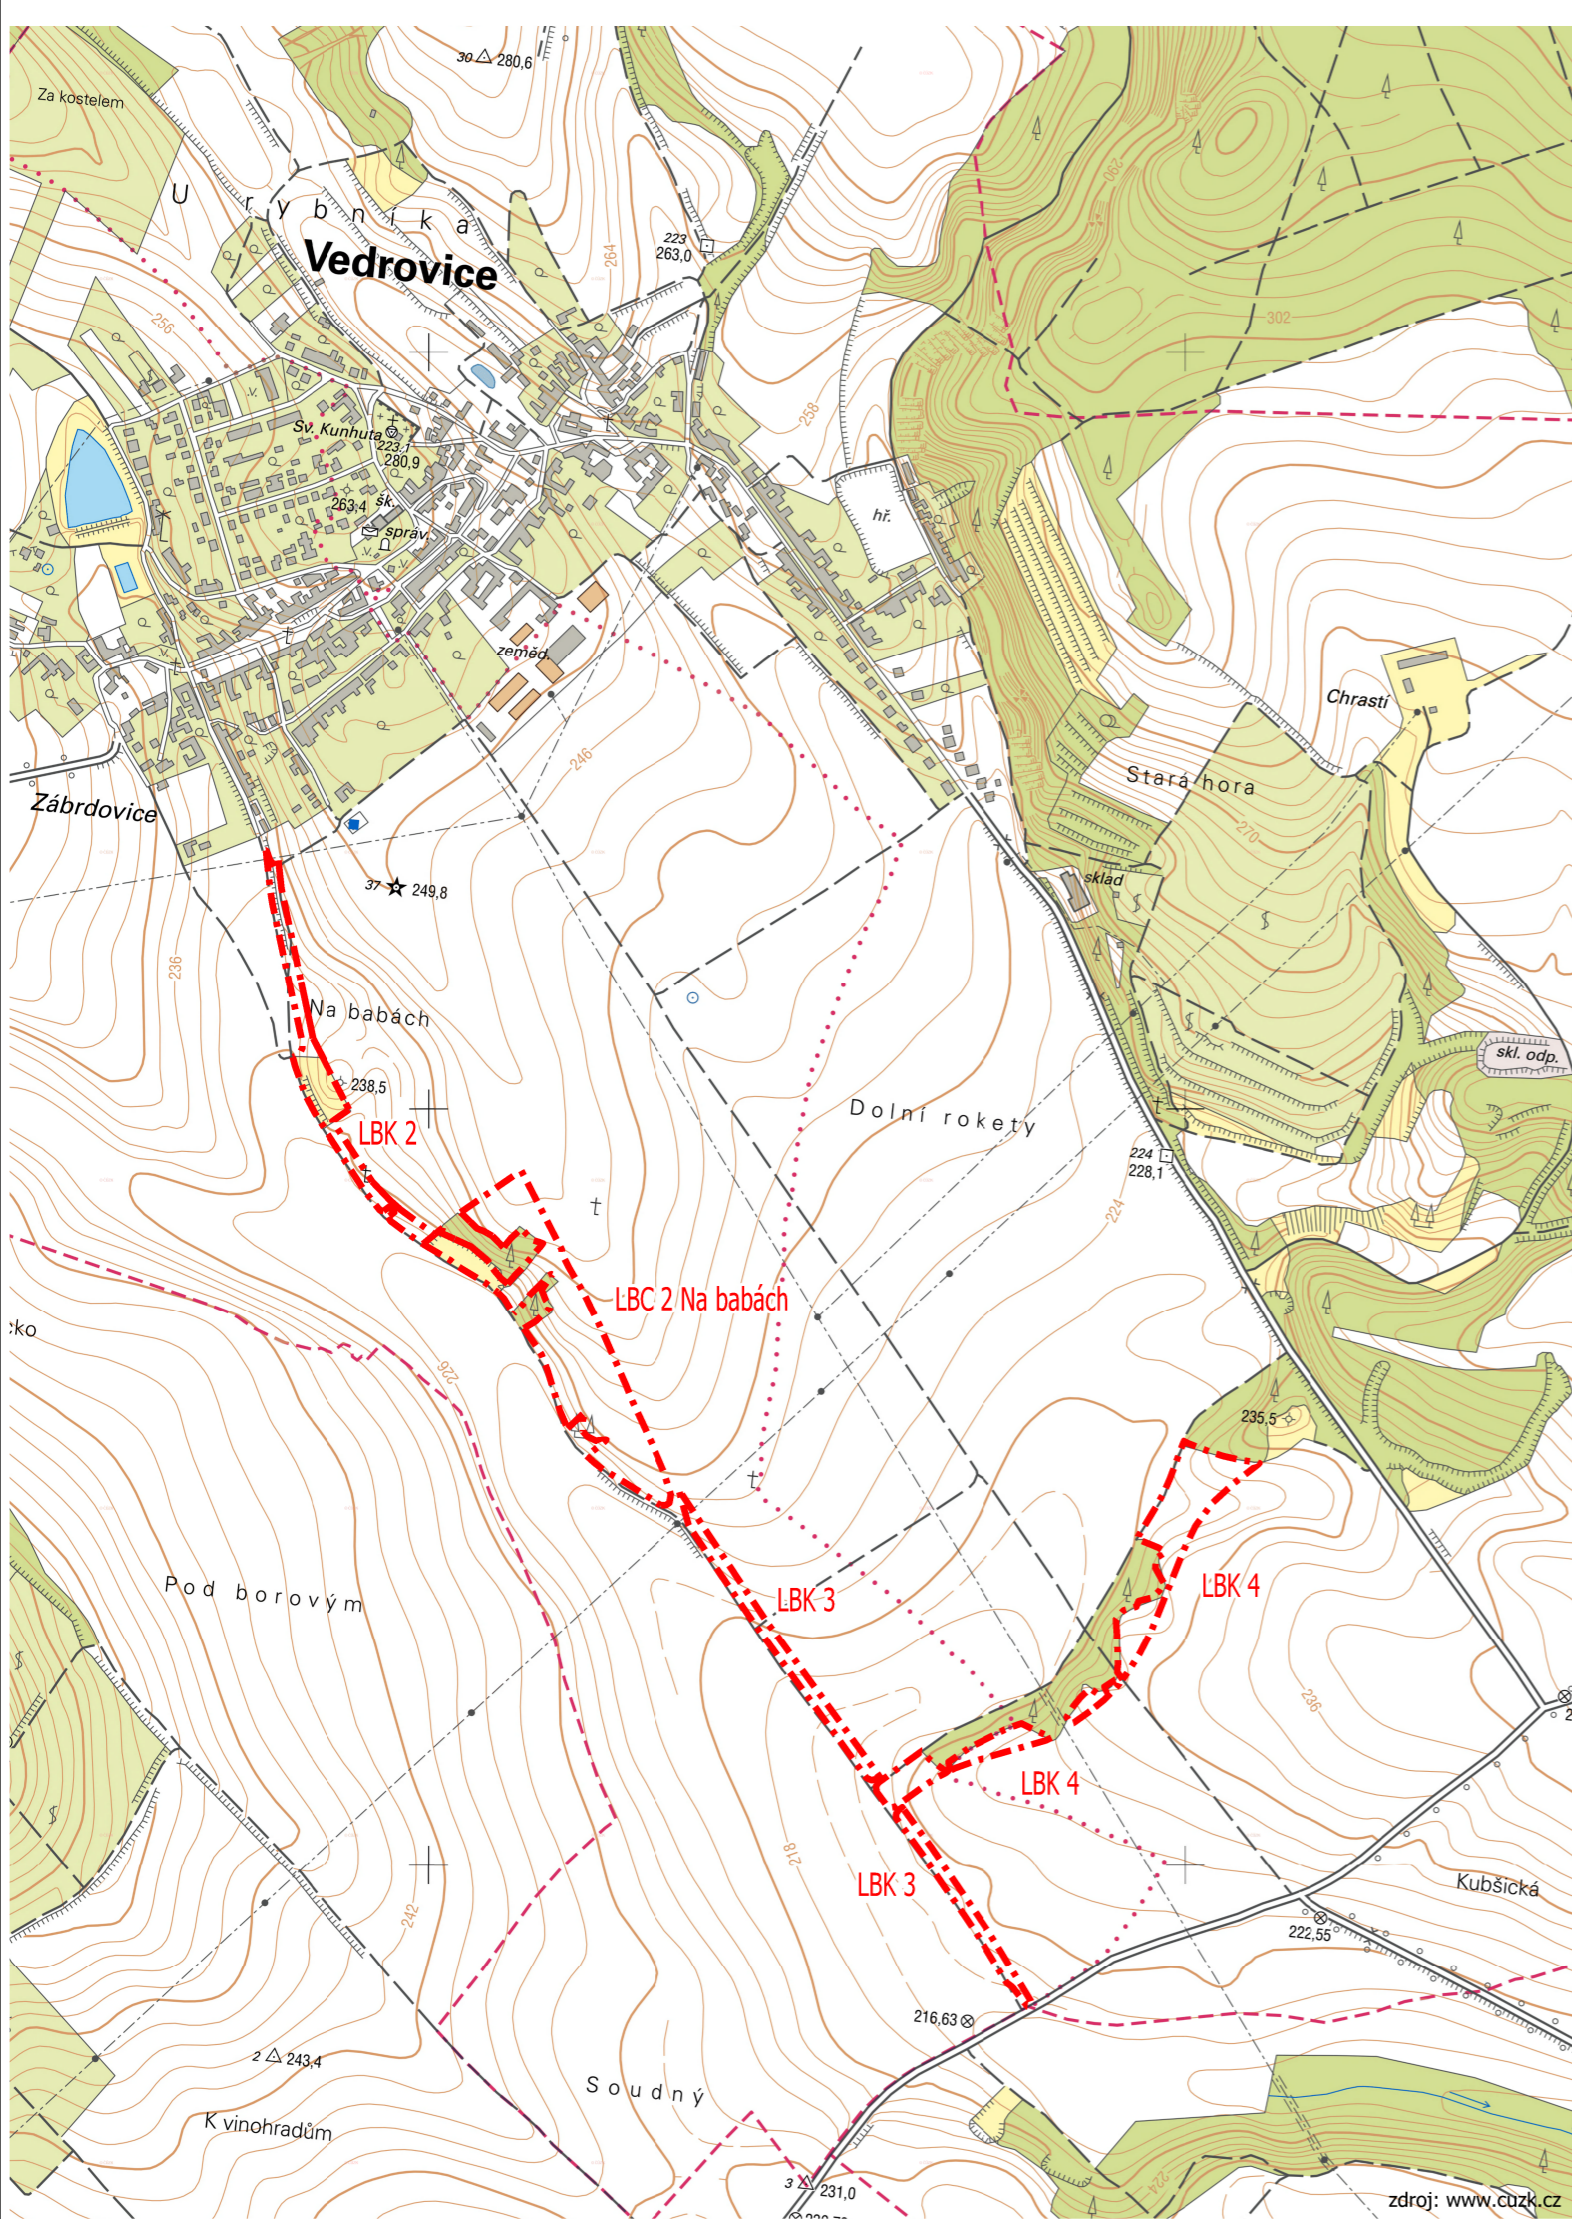 30 280,6
Za kostelem
U rybníka
Vedrovice
223
263,0
264
290
256
302
258
Sv. Kunhuta
223.1
280,9
263,4
šk.
správ.
hř.
zeměd.
246
Chrastí
Stará hora
270
Zábrdovice
37 249,8
sklad
236
Na babách
skl. odp.
238,5
LBK 2
Dolní rokety
224
228,1
224
LBC 2 Na babách
226
235,5
Pod borovým
LBK 3
LBK 4
236
LBK 4
218
LBK 3
Kubšická
242
222,55
216,63
2 243,4
Soudný
K vinohradům
224
3 231,0
zdroj: www.cuzk.cz